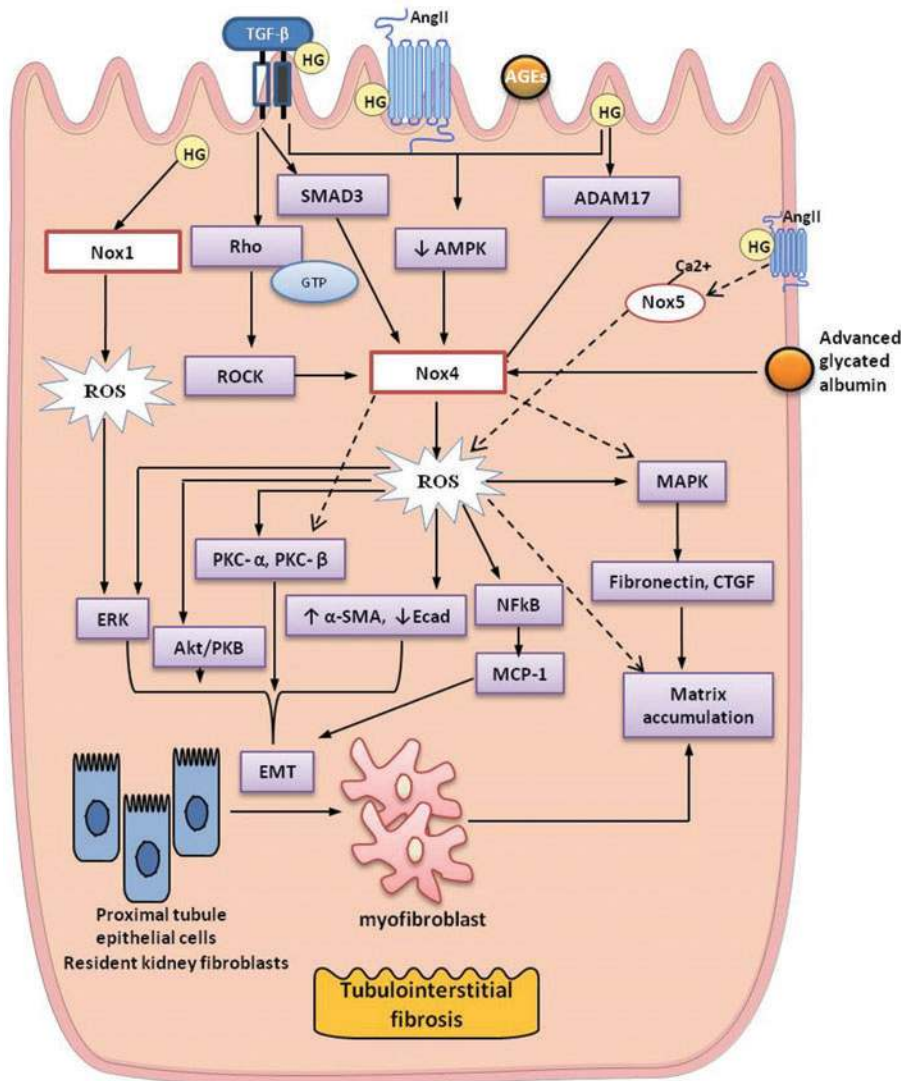 AngII
TGF-β
HG
HG
AGEs
HG
HG
SMAD3
ADAM17
AngII
HG
Nox1
Rho
↓ AMPK
GTP
Ca2+
Nox5
Advanced
glycated
albumin
ROCK
Nox4
ROS
ROS
MAPK
PKC- α, PKC- β
Fibronectin, CTGF
ERK
↑ α-SMA, ↓Ecad
NFkB
Akt/PKB
MCP-1
Matrix
accumulation
EMT
Proximal tubule
epithelial cells
Resident kidney fibroblasts
myofibroblast
Tubulointerstitial
fibrosis